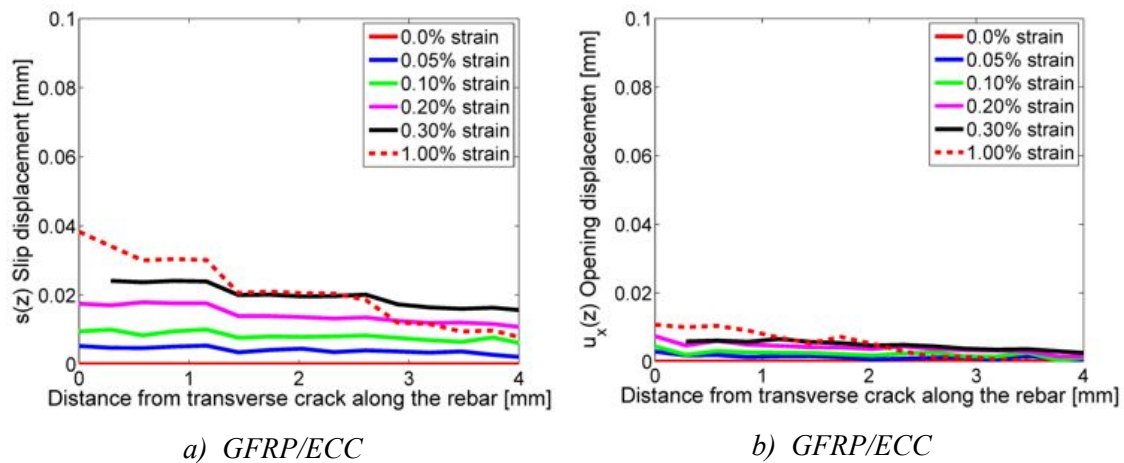 0.1
0.08
0.06
0.04
0.02
0
s(z) Slip displacement [mm]
0.0% strain
0.05% strain
0.10% strain
0.20% strain
0.30% strain
1.00% strain
0 1 2 3 4
Distance from transverse crack along the rebar [mm]
a) GFRP/ECC
0.1
0.08
0.06
0.04
0.02
0
u_x(z) Opening displacemetn [mm]
0.0% strain
0.05% strain
0.10% strain
0.20% strain
0.30% strain
1.00% strain
0 1 2 3 4
Distance from transverse crack along the rebar [mm]
b) GFRP/ECC